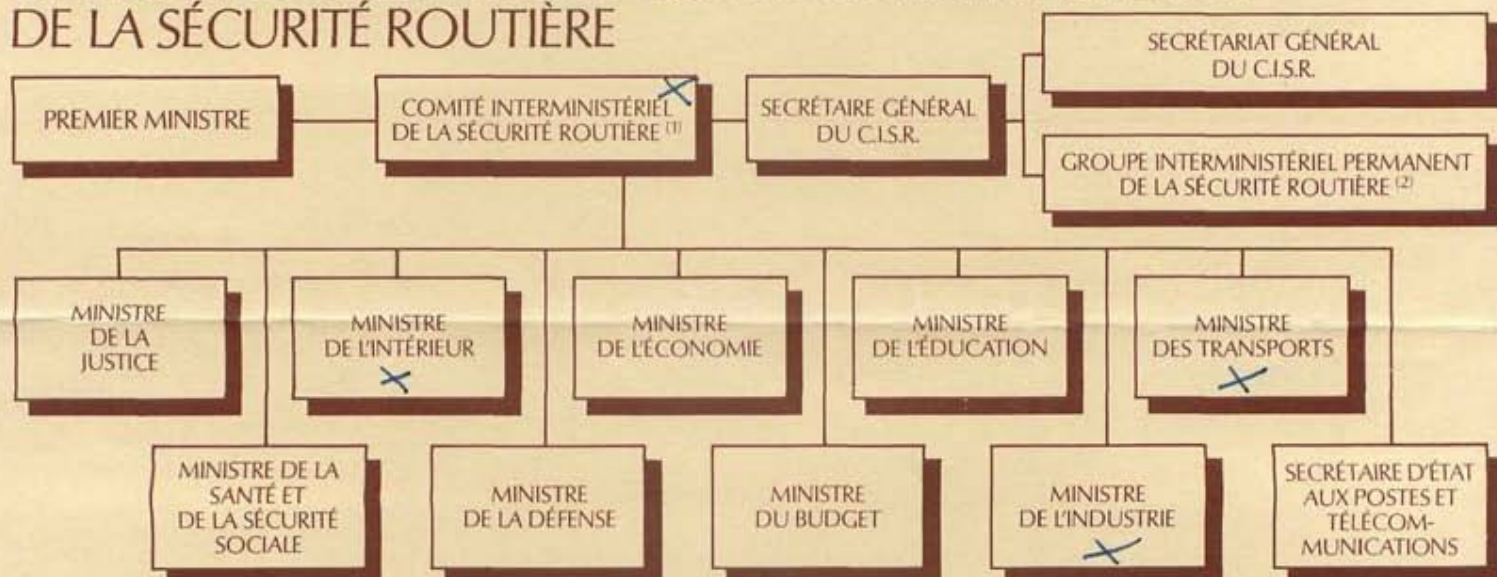 DE LA SÉCURITÉ ROUTIÈRE
PREMIER MINISTRE
COMITÉ INTERMINISTÉRIEL
DE LA SÉCURITÉ ROUTIÈRE (1)
SECRÉTAIRE GÉNÉRAL
DU C.I.S.R.
SECRÉTARIAT GÉNÉRAL
DU C.I.S.R.
GROUPE INTERMINISTÉRIEL PERMANENT
DE LA SÉCURITÉ ROUTIÈRE (2)
MINISTRE
DE LA
JUSTICE
MINISTRE
DE L'INTÉRIEUR
MINISTRE
DE L'ÉCONOMIE
MINISTRE
DE L'ÉDUCATION
MINISTRE
DES TRANSPORTS
MINISTRE DE LA
SANTÉ ET
DE LA SÉCURITÉ
SOCIALE
MINISTRE
DE LA DÉFENSE
MINISTRE
DU BUDGET
MINISTRE
DE L'INDUSTRIE
SECRÉTAIRE D'ÉTAT
AUX POSTES ET
TÉLÉCOM-
MUNICATIONS